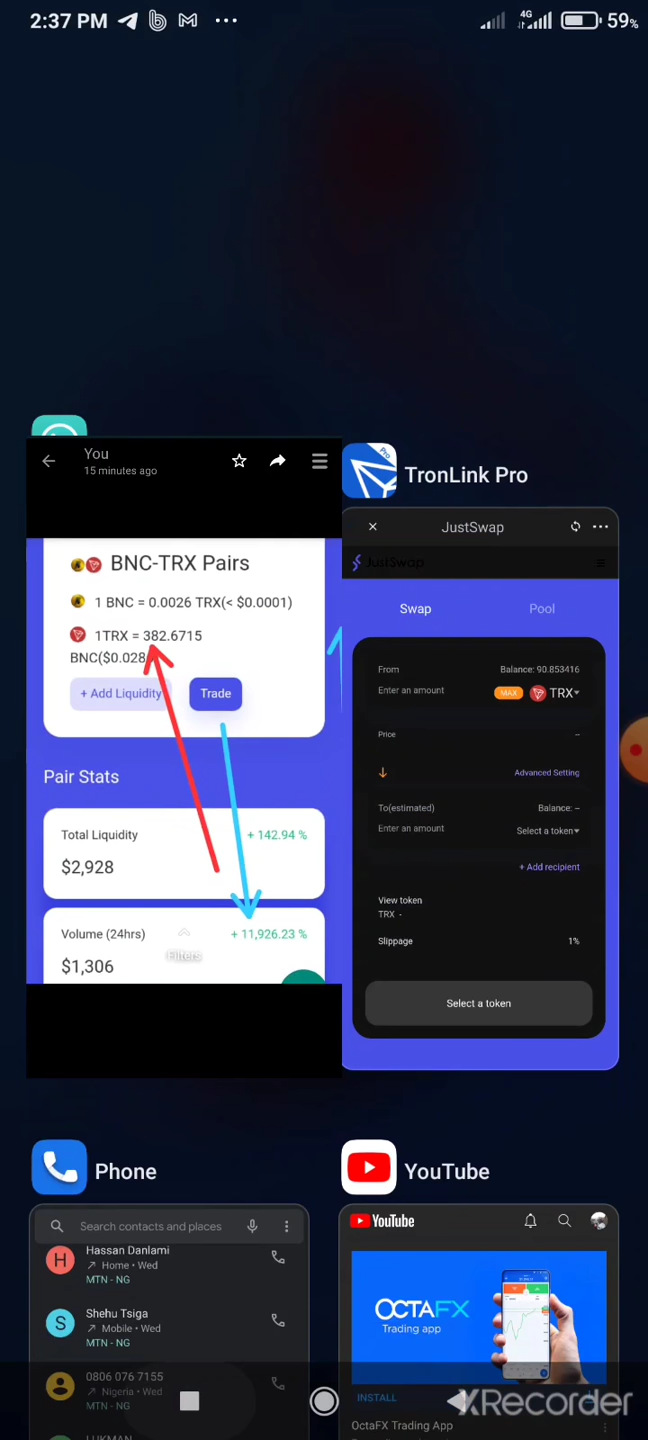 2:37 PM
4G
59%
You
15 minutes ago
BNC-TRX Pairs
1 BNC = 0.0026 TRX(< $0.0001)
1TRX = 382.6715
BNC($0.028
+ Add Liquidity
Trade
Pair Stats
Total Liquidity
+ 142.94 %
$2,928
Volume (24hrs)
+ 11,926.23 %
Filters
$1,306
Pro
TronLink Pro
JustSwap
JustSwap
Swap
Pool
From
Balance: 90.853416
Enter an amount
MAX
TRX
Price
--
Advanced Setting
To(estimated)
Balance: --
Enter an amount
Select a token
+ Add recipient
View token
TRX -
Slippage
1%
Select a token
Phone
Search contacts and places
H
Hassan Danlami
Home • Wed
MTN - NG
S
Shehu Tsiga
Mobile • Wed
MTN - NG
0806 076 7155
Nigeria • Wed
MTN - NG
LUKMAN
YouTube
YouTube
OCTAFX
Trading app
INSTALL
OctaFX Trading App
XRecorder